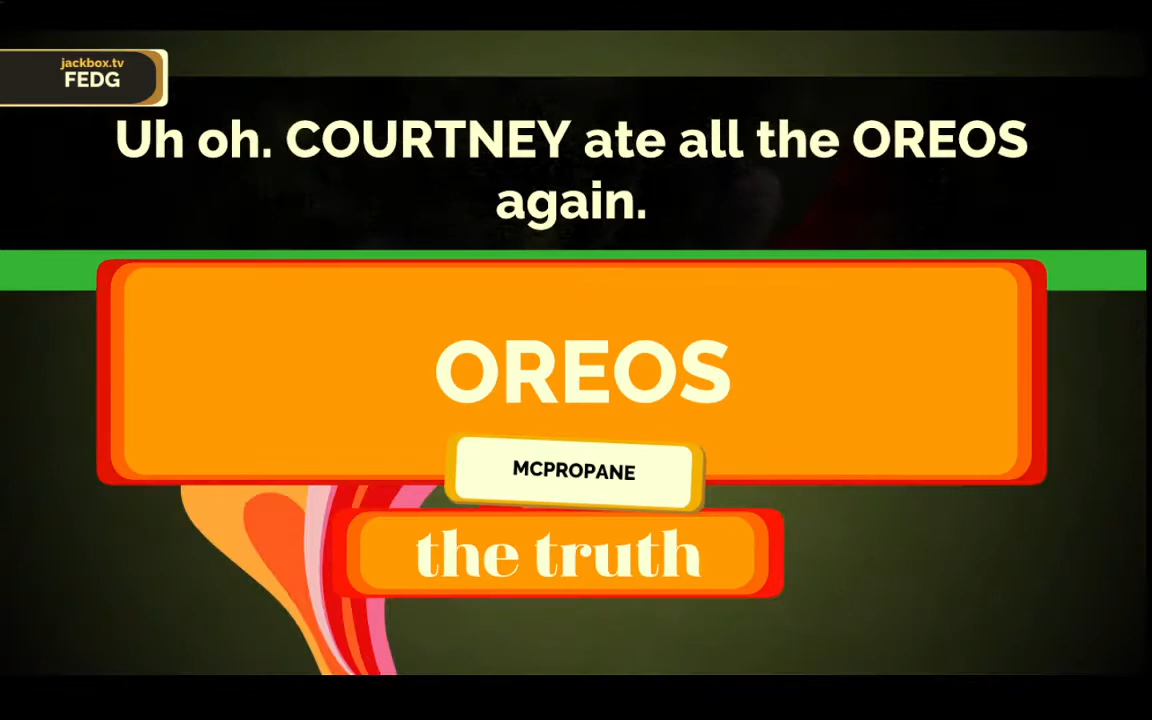 jackbox.tv
FEDG
Uh oh. COURTNEY ate all the OREOS
again.
OREOS
MCPROPANE
the truth